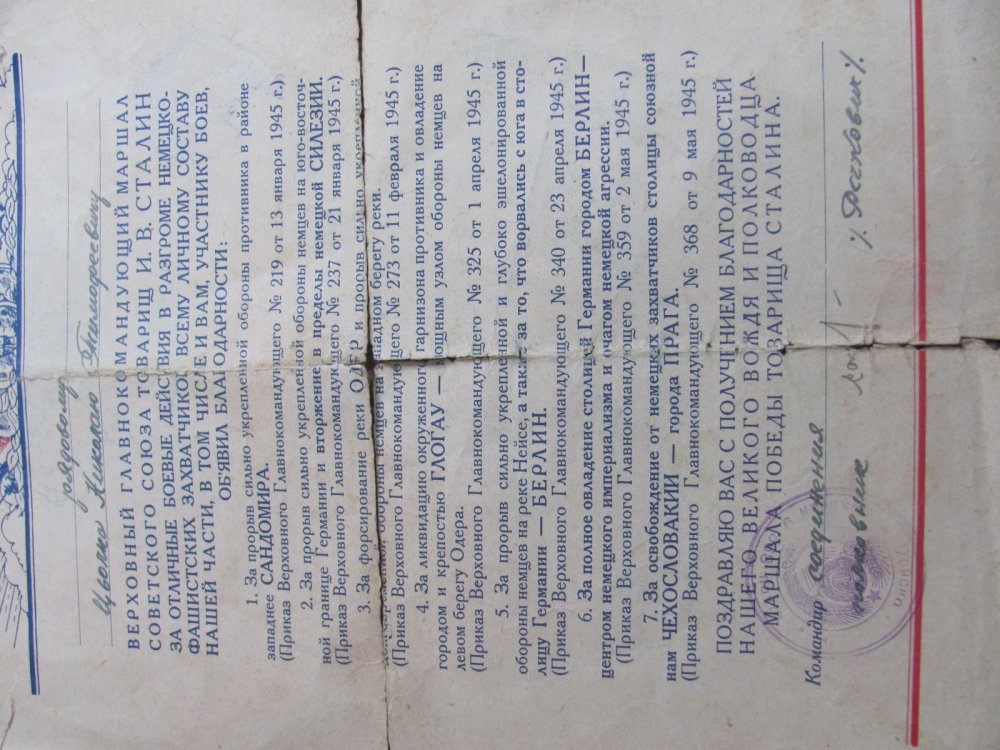 рядовому
Николаю Тимофеевичу
ВЕРХОВНЫЙ ГЛАВНОКОМАНДУЮЩИЙ МАРШАЛ
СОВЕТСКОГО СОЮЗА ТОВАРИЩ И. В. СТАЛИН
ЗА ОТЛИЧНЫЕ БОЕВЫЕ ДЕЙСТВИЯ В РАЗГРОМЕ НЕМЕЦКО-
ФАШИСТСКИХ ЗАХВАТЧИКОВ ВСЕМУ ЛИЧНОМУ СОСТАВУ
НАШЕЙ ЧАСТИ, В ТОМ ЧИСЛЕ И ВАМ, УЧАСТНИКУ БОЕВ,
ОБЪЯВИЛ БЛАГОДАРНОСТИ:
1. За прорыв сильно укрепленной обороны противника в районе
западнее САНДОМИРА.
(Приказ Верховного Главнокомандующего № 219 от 13 января 1945 г.)
2. За прорыв сильно укрепленной обороны немцев на юго-восточ-
ной границе Германии и вторжение в пределы немецкой СИЛЕЗИИ.
(Приказ Верховного Главнокомандующего № 237 от 21 января 1945 г.)
3. За форсирование реки ОДЕР и прорыв сильно укрепленной
обороны немцев на западном берегу реки.
(Приказ Верховного Главнокомандующего № 273 от 11 февраля 1945 г.)
4. За ликвидацию окруженного гарнизона противника и овладение
городом и крепостью ГЛОГАУ — мощным узлом обороны немцев на
левом берегу Одера.
(Приказ Верховного Главнокомандующего № 325 от 1 апреля 1945 г.)
5. За прорыв сильно укрепленной и глубоко эшелонированной
обороны немцев на реке Нейсе, а также за то, что ворвались с юга в сто-
лицу Германии — БЕРЛИН.
(Приказ Верховного Главнокомандующего № 340 от 23 апреля 1945 г.)
6. За полное овладение столицей Германии городом БЕРЛИН—
центром немецкого империализма и очагом немецкой агрессии.
(Приказ Верховного Главнокомандующего № 359 от 2 мая 1945 г.)
7. За освобождение от немецких захватчиков столицы союзной
нам ЧЕХОСЛОВАКИИ — города ПРАГА.
(Приказ Верховного Главнокомандующего № 368 от 9 мая 1945 г.)
ПОЗДРАВЛЯЮ ВАС С ПОЛУЧЕНИЕМ БЛАГОДАРНОСТЕЙ
НАШЕГО ВЕЛИКОГО ВОЖДЯ И ПОЛКОВОДЦА
МАРШАЛА ПОБЕДЫ ТОВАРИЩА СТАЛИНА.
Командир соединения
полковник